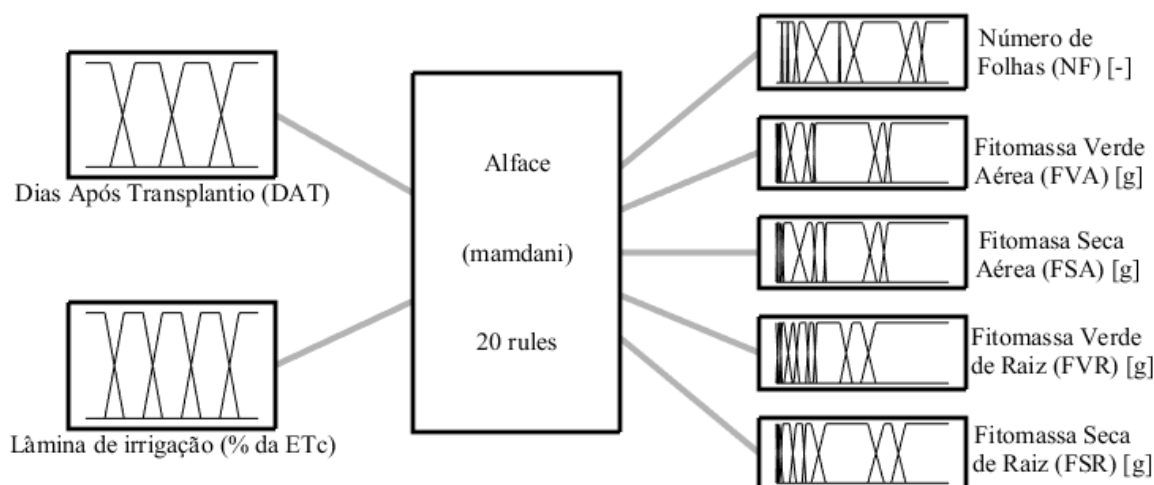 Dias Após Transplantio (DAT)
Lâmina de irrigação (% da ETc)
Alface
(mamdani)
20 rules
Número de
Folhas (NF) [-]
Fitomassa Verde
Aérea (FVA) [g]
Fitomasa Seca
Aérea (FSA) [g]
Fitomassa Verde
de Raiz (FVR) [g]
Fitomassa Seca
de Raiz (FSR) [g]